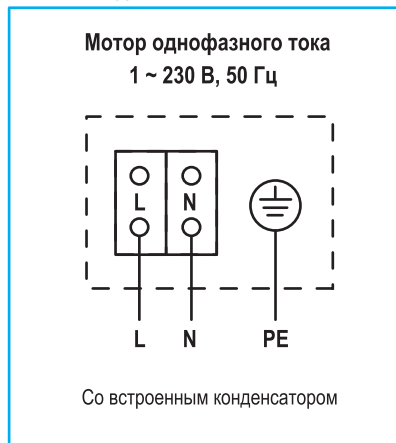 Мотор однофазного тока
1 ~ 230 В, 50 Гц
L N
L N PE
Со встроенным конденсатором